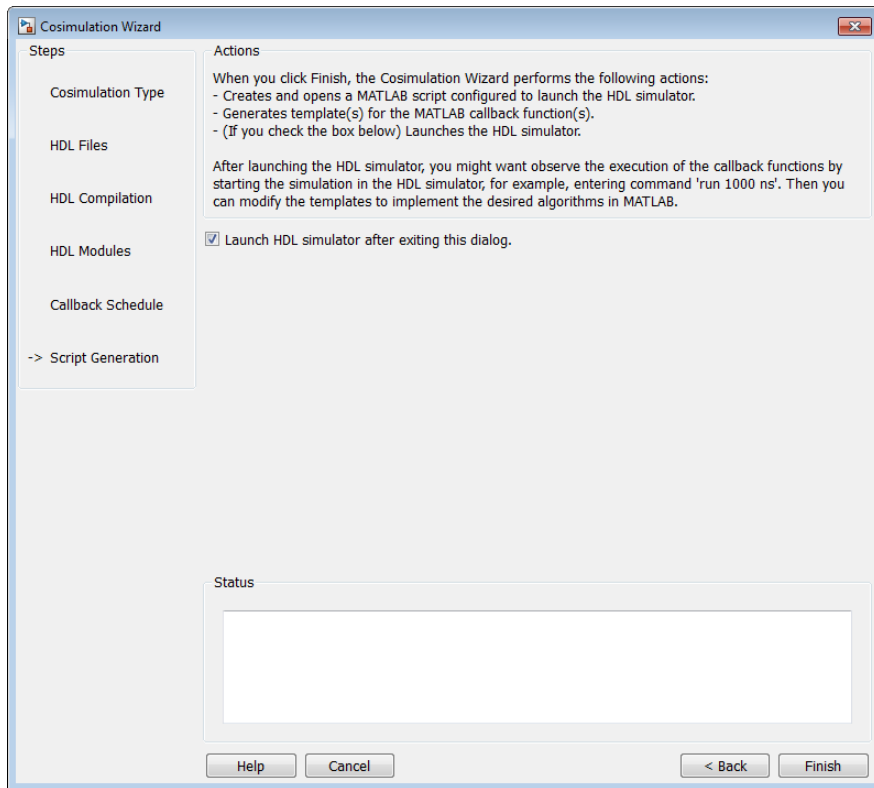 Cosimulation Wizard
Steps
Cosimulation Type
HDL Files
HDL Compilation
HDL Modules
Callback Schedule
-> Script Generation
Actions
When you click Finish, the Cosimulation Wizard performs the following actions:
- Creates and opens a MATLAB script configured to launch the HDL simulator.
- Generates template(s) for the MATLAB callback function(s).
- (If you check the box below) Launches the HDL simulator.
After launching the HDL simulator, you might want observe the execution of the callback functions by
starting the simulation in the HDL simulator, for example, entering command 'run 1000 ns'. Then you
can modify the templates to implement the desired algorithms in MATLAB.
Launch HDL simulator after exiting this dialog.
Status
Help
Cancel
< Back
Finish